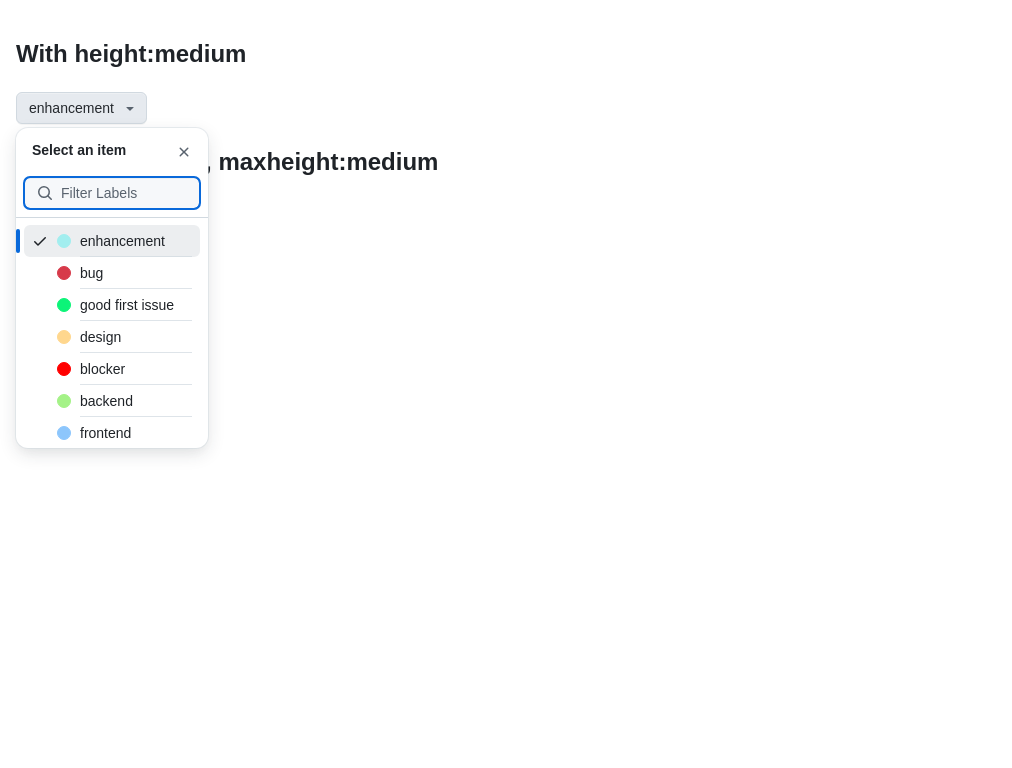 With height:medium
enhancement
Select an item
, maxheight:medium
Filter Labels
enhancement
bug
good first issue
design
blocker
backend
frontend